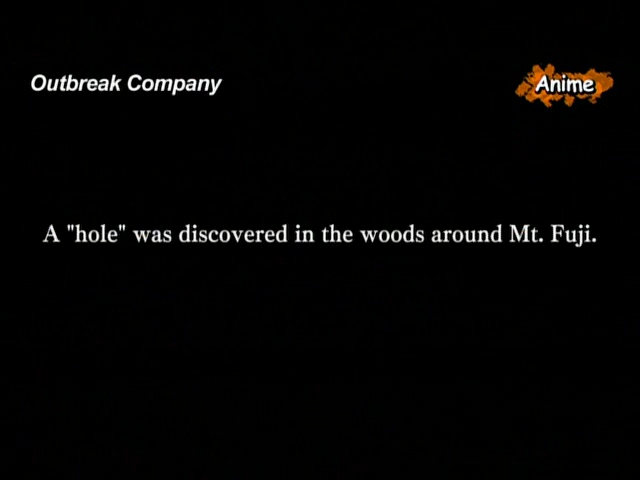 Outbreak Company
Anime
A "hole" was discovered in the woods around Mt. Fuji.